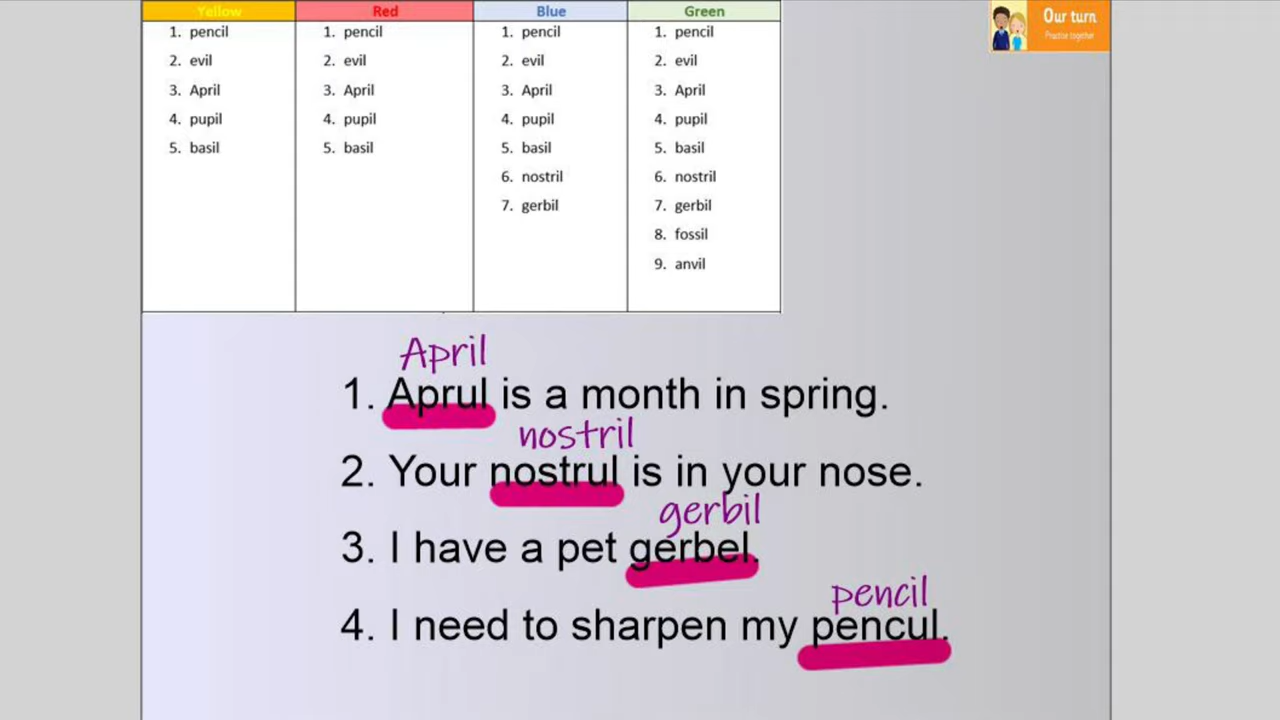 Yellow Red Blue Green
1. pencil 1. pencil 1. pencil 1. pencil
2. evil 2. evil 2. evil 2. evil
3. April 3. April 3. April 3. April
4. pupil 4. pupil 4. pupil 4. pupil
5. basil 5. basil 5. basil 5. basil
6. nostril 6. nostril
7. gerbil 7. gerbil
8. fossil
9. anvil
Our turn
Practise together
April
1. Aprul is a month in spring.
nostril
2. Your nostrul is in your nose.
gerbil
3. I have a pet gerbel.
pencil
4. I need to sharpen my pencul.